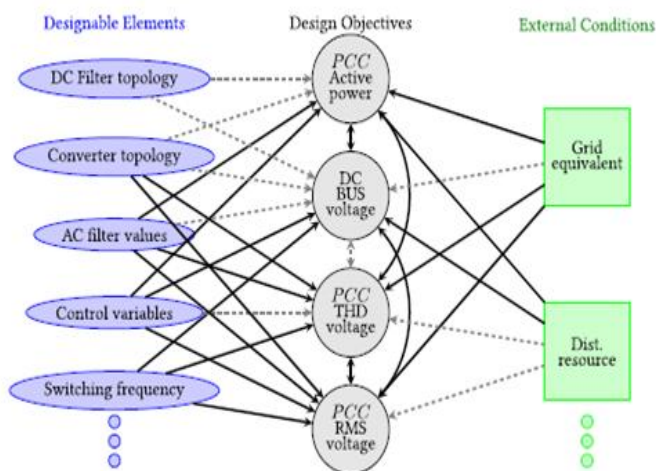 Designable Elements
Design Objectives
External Conditions
DC Filter topology
Converter topology
AC filter values
Control variables
Switching frequency
PCC
Active
power
DC
BUS
voltage
PCC
THD
voltage
PCC
RMS
voltage
Grid
equivalent
Dist.
resource